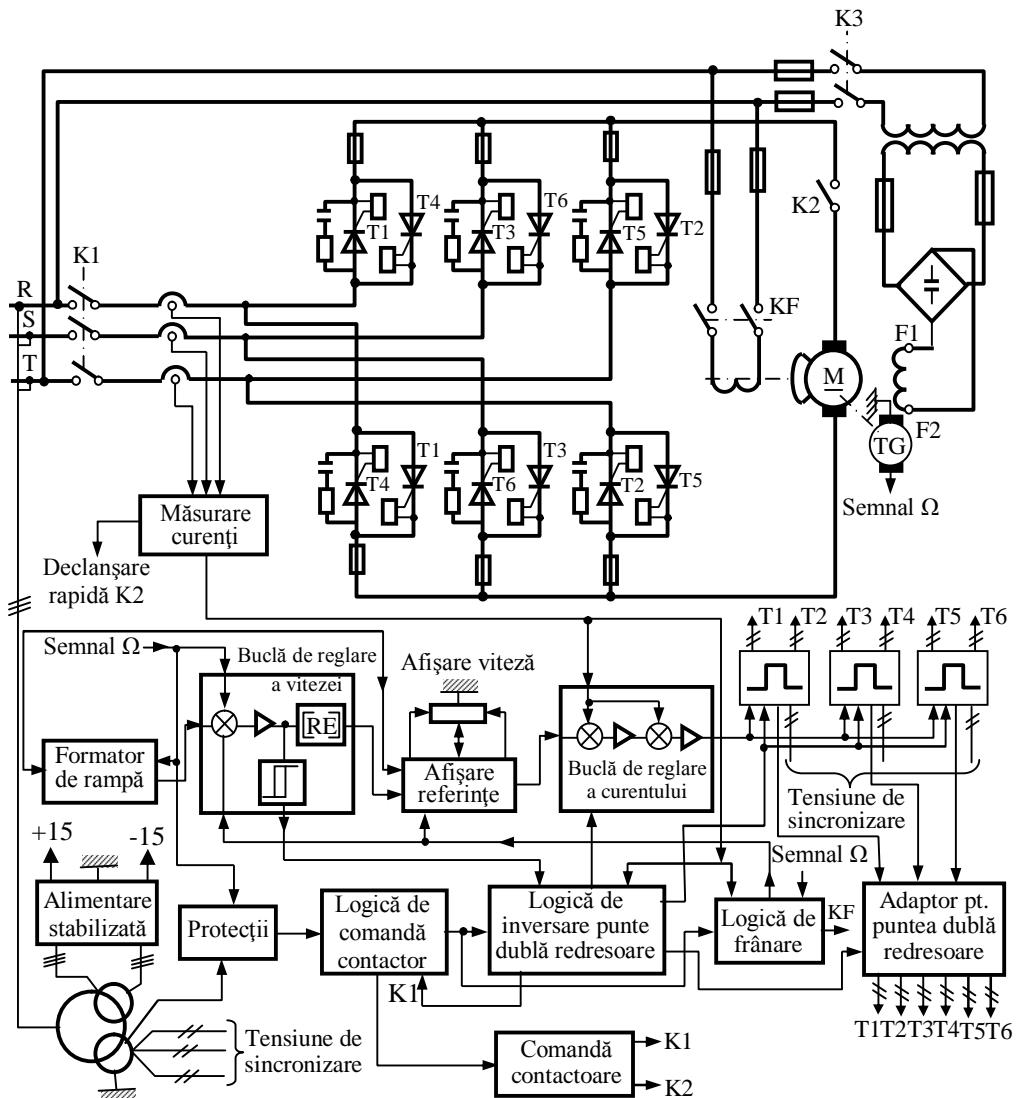 K3
T4
T1
T6
T3
T5
T2
K2
K1
R
S
T
KF
F1
M
F2
TG
Semnal Ω
T1
T4
T3
T6
T2
T5
Măsurare
curenţi
Declanşare
rapidă K2
T1
T2
T3
T4
T5
T6
Semnal Ω
Buclă de reglare
a vitezei
Afişare viteză
RE
Formator
de rampă
Afişare
referinţe
Buclă de reglare
a curentului
Tensiune de
sincronizare
+15
-15
Semnal Ω
Alimentare
stabilizată
Protecţii
Logică de
comandă
contactor
Logică de
inversare punte
dublă redresoare
Logică de
frânare
KF
Adaptor pt.
puntea dublă
redresoare
K1
T1T2T3T4T5T6
Tensiune de
sincronizare
Comandă
contactoare
K1
K2